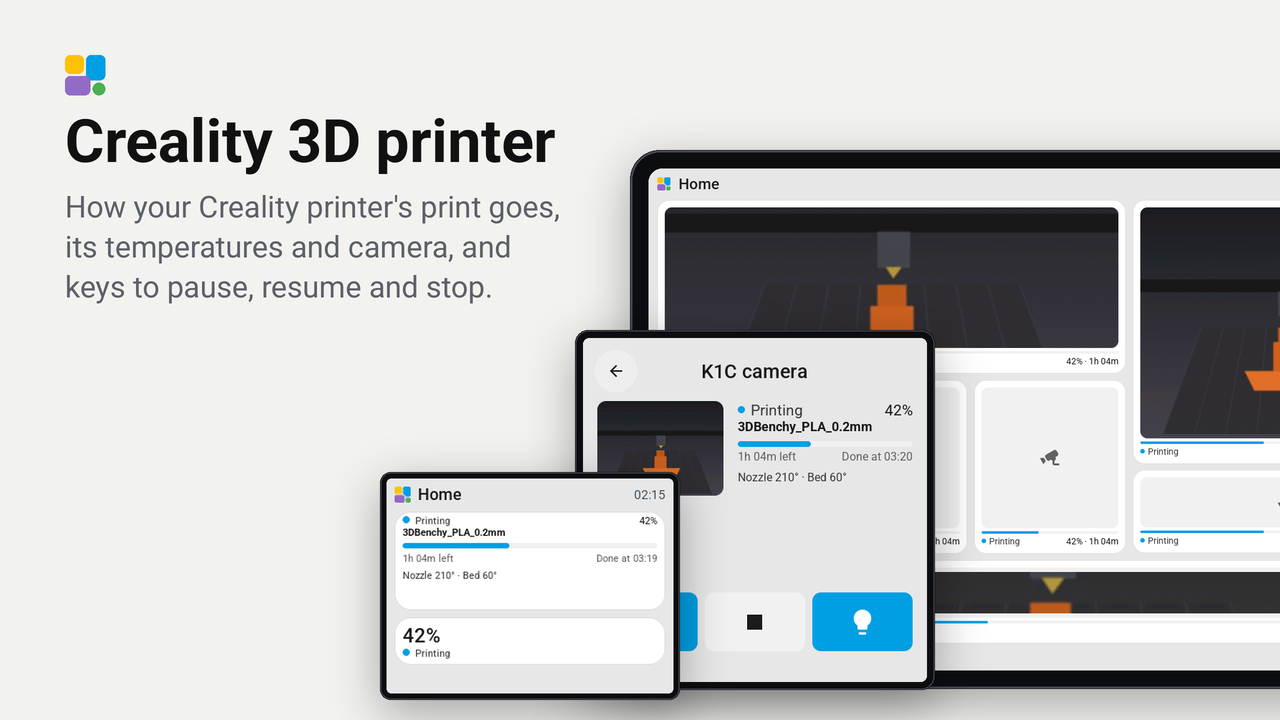 Creality 3D printer
How your Creality printer's print goes,
its temperatures and camera, and
keys to pause, resume and stop.
Home
42% · 1h 04m
K1C camera
Printing 42%
3DBenchy_PLA_0.2mm
1h 04m left Done at 03:20
Nozzle 210° · Bed 60°
Home 02:15
Printing 42%
3DBenchy_PLA_0.2mm
1h 04m left Done at 03:19
Nozzle 210° · Bed 60°
42%
Printing
04m
Printing 42% · 1h 04m
Printing
Printing